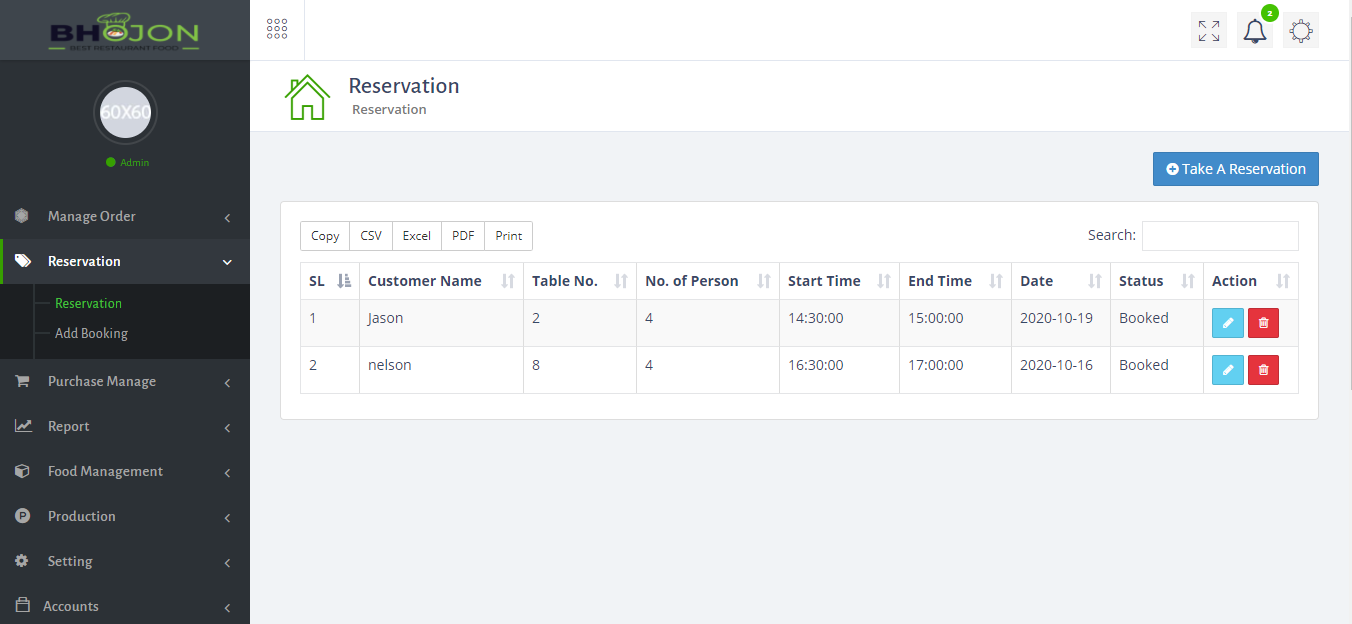 BHOJON
BEST RESTAURANT FOOD
2
60X60
Admin
Manage Order
Reservation
Reservation
Add Booking
Purchase Manage
Report
Food Management
P Production
Setting
Accounts
Reservation
Reservation
Take A Reservation
Copy CSV Excel PDF Print Search:
SL Customer Name Table No. No. of Person Start Time End Time Date Status Action
1 Jason 2 4 14:30:00 15:00:00 2020-10-19 Booked
2 nelson 8 4 16:30:00 17:00:00 2020-10-16 Booked